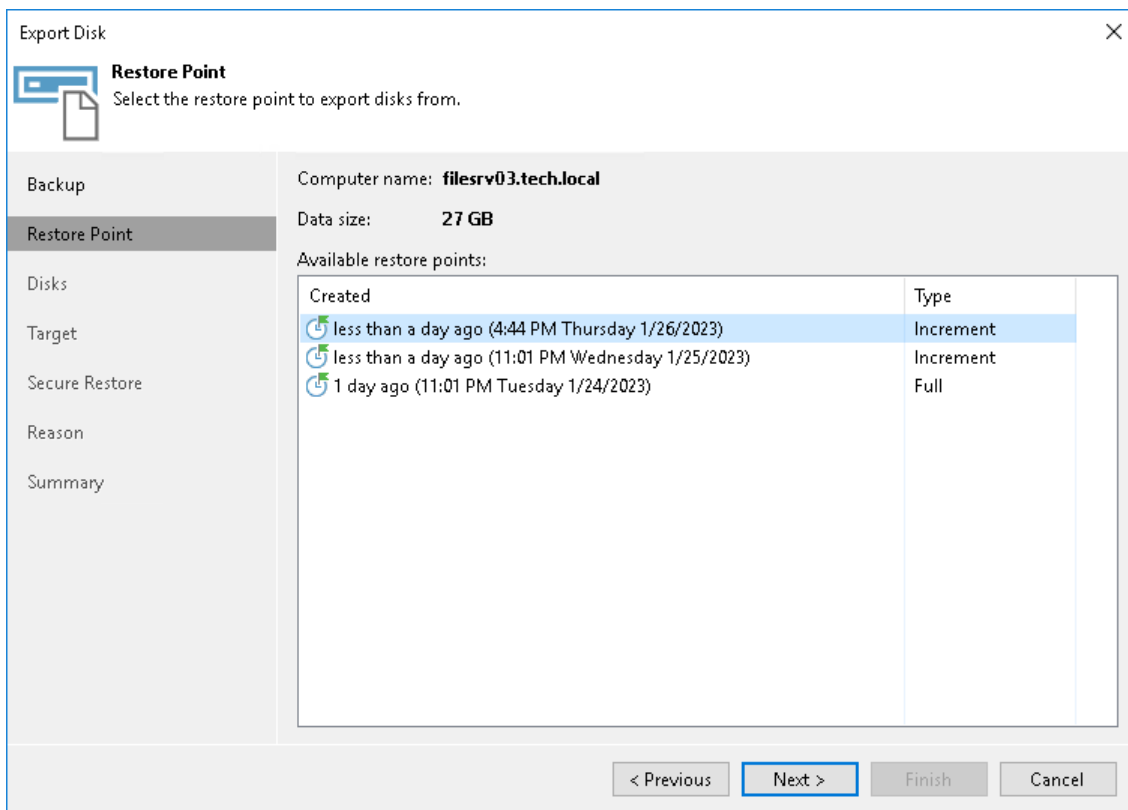 Export Disk
Restore Point
Select the restore point to export disks from.
Backup
Restore Point
Disks
Target
Secure Restore
Reason
Summary
Computer name: filesrv03.tech.local
Data size: 27 GB
Available restore points:
Created Type
less than a day ago (4:44 PM Thursday 1/26/2023) Increment
less than a day ago (11:01 PM Wednesday 1/25/2023) Increment
1 day ago (11:01 PM Tuesday 1/24/2023) Full
< Previous Next > Finish Cancel